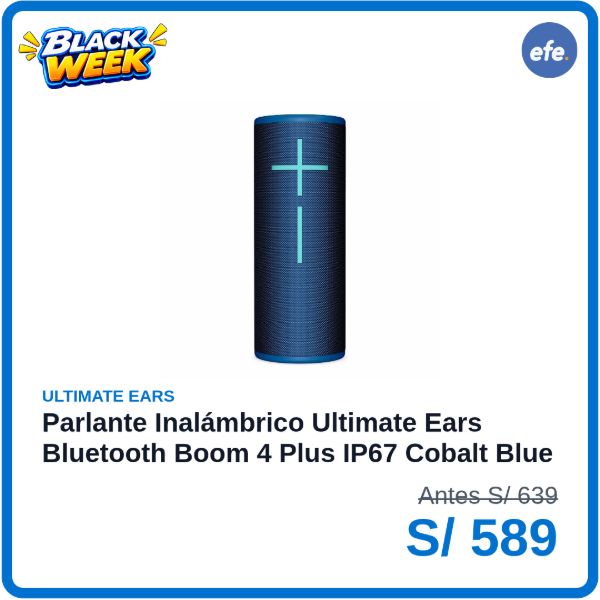 BLACK
WEEK
efe.
ULTIMATE EARS
Parlante Inalámbrico Ultimate Ears
Bluetooth Boom 4 Plus IP67 Cobalt Blue
Antes S/ 639
S/ 589